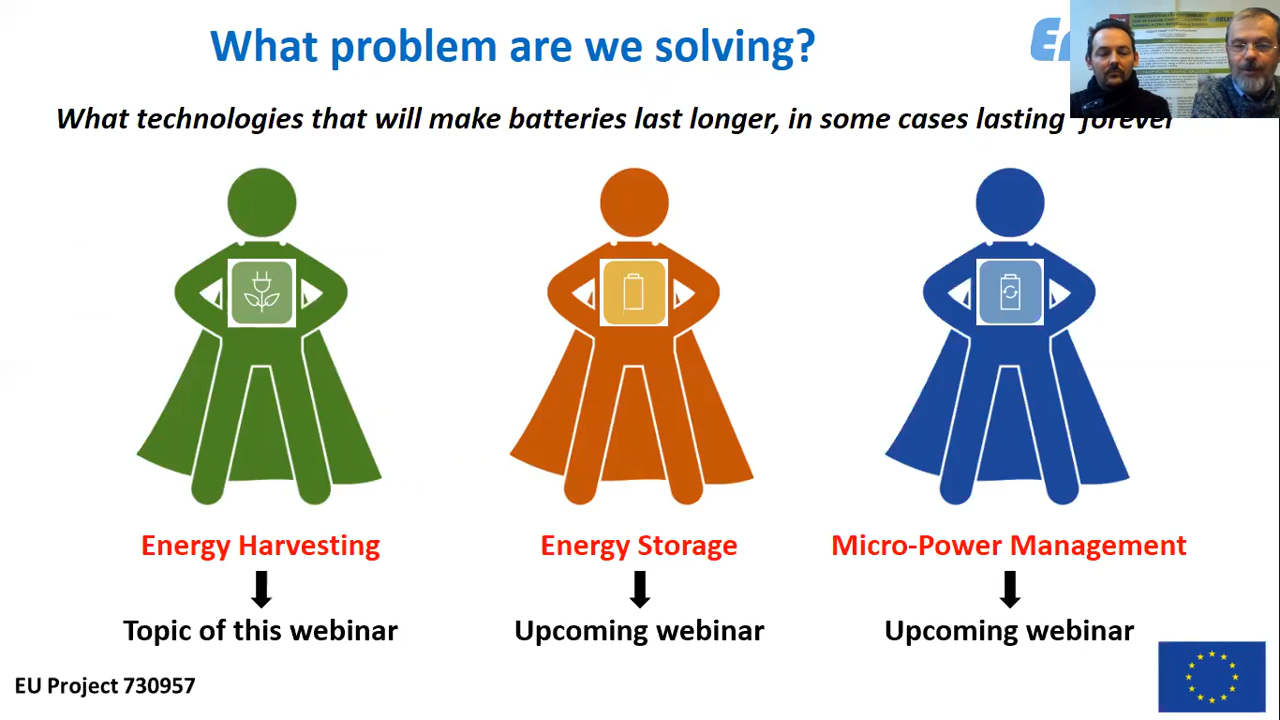 What problem are we solving?
What technologies that will make batteries last longer, in some cases lasting forever
Energy Harvesting
Energy Storage
Micro-Power Management
Topic of this webinar
Upcoming webinar
Upcoming webinar
EU Project 730957